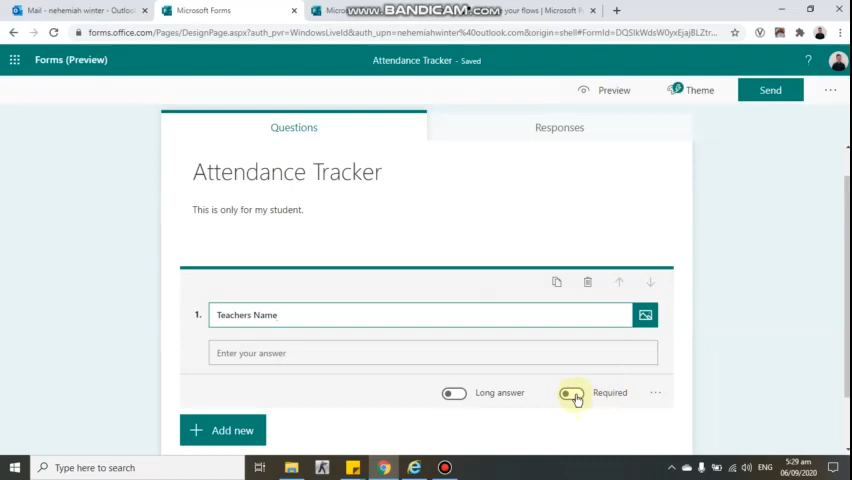 Mail - nehemiah winter - Outlook
Microsoft Forms
www.BANDICAM.com
your flows | Microsoft P
forms.office.com/Pages/DesignPage.aspx?auth_pvr=WindowsLiveId&auth_upn=nehemiahwinter%40outlook.com&origin=shell#FormId=DQSIkWdsW0yxEjajBLZtr...
Forms (Preview)
Attendance Tracker - Saved
?
Preview
Theme
Send
Questions
Responses
Attendance Tracker
This is only for my student.
1.
Teachers Name
Enter your answer
Long answer
Required
Add new
Type here to search
ENG
5:29 am
06/09/2020